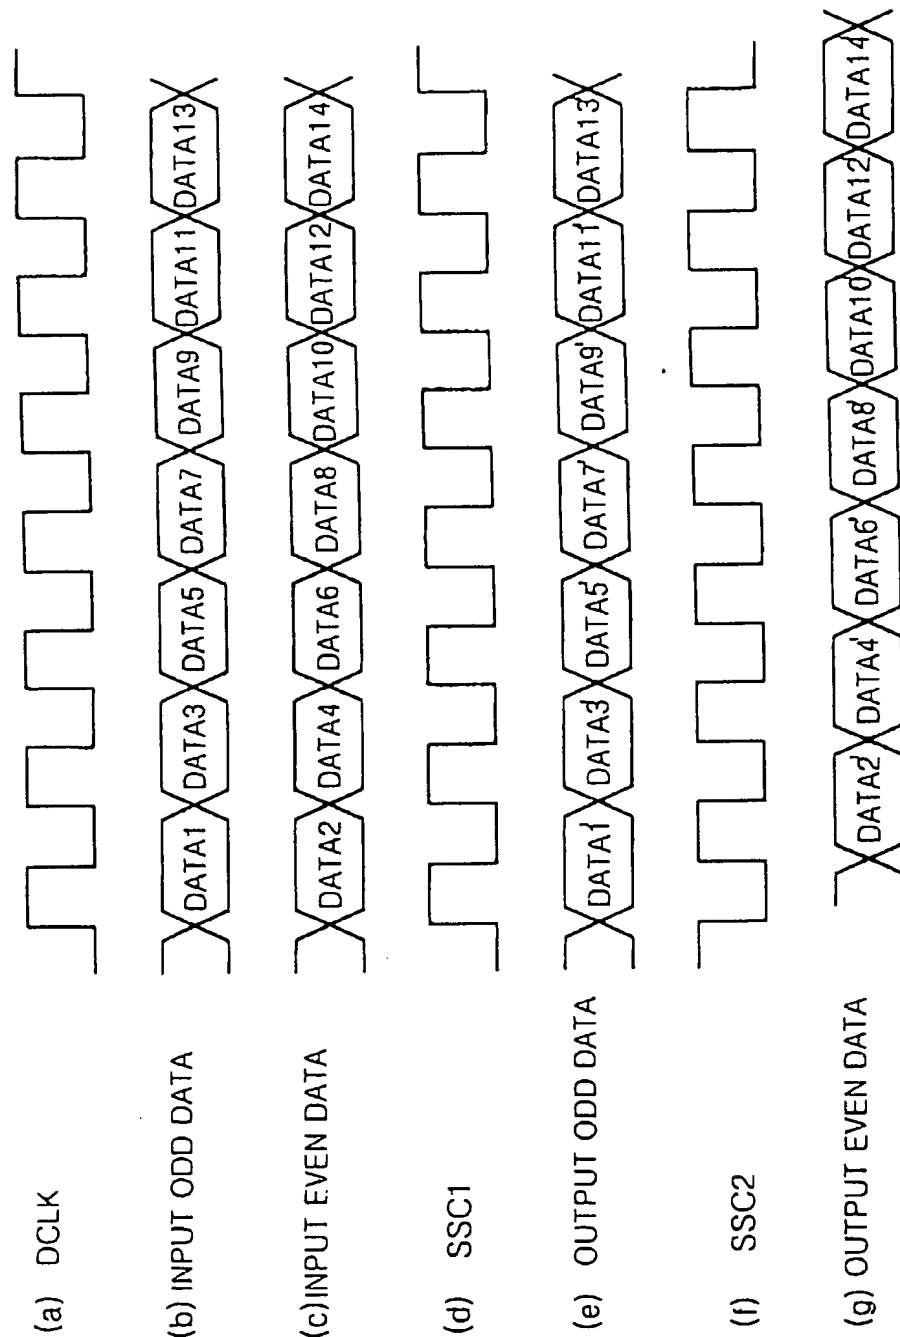 (a) DCLK
(b) INPUT ODD DATA DATA1 DATA3 DATA5 DATA7 DATA9 DATA11 DATA13
(c)INPUT EVEN DATA DATA2 DATA4 DATA6 DATA8 DATA10 DATA12 DATA14
(d) SSC1
(e) OUTPUT ODD DATA DATA1' DATA3' DATA5' DATA7' DATA9' DATA11' DATA13'
(f) SSC2
(g) OUTPUT EVEN DATA DATA2' DATA4' DATA6' DATA8' DATA10' DATA12' DATA14'